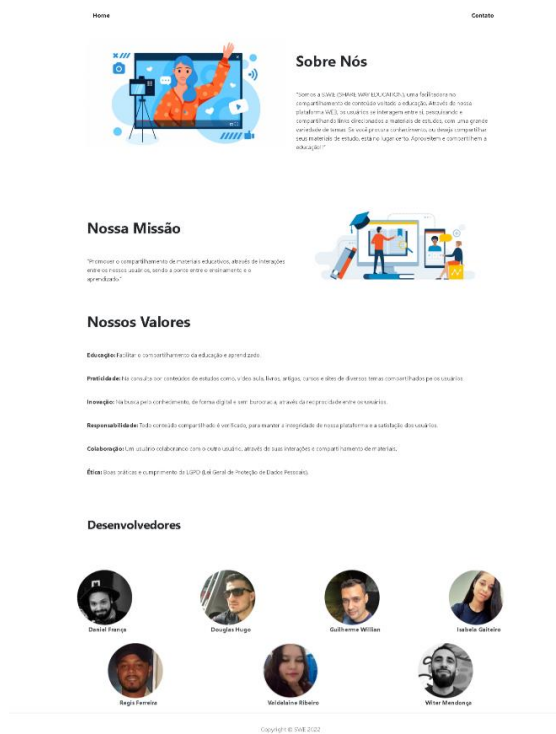 Home
Contato
Sobre Nós
"Somos a SWE (SHARE WAY EDUCATION), uma facilitadora no
compartilhamento de conteúdo voltado a educação. Através da nossa
plataforma WEB, os usuários se interagem entre si, pesquisando e
compartilhando links direcionados a materiais de estudos, com uma grande
variedade de temas. Se você procura conhecimento, ou deseja compartilhar
seus materiais de estudo, está no lugar certo. Aproveitem e compartilhem a
educação!"
Nossa Missão
"Promover o compartilhamento de materiais educativos, através de interações
entre os nossos usuários, sendo a ponte entre o ensinamento e o
aprendizado."
Nossos Valores
Educação: Facilitar o compartilhamento da educação e aprendizado.
Praticidade: Na consulta por conteúdos de estudos como, vídeo aula, livros, artigos, cursos e sites de diversos temas compartilhados pelos usuários.
Inovação: Na busca pelo conhecimento, de forma digital e sem burocracia, através da reciprocidade entre os usuários.
Responsabilidade: Todo conteúdo compartilhado é verificado, para manter a integridade de nossa plataforma e a satisfação dos usuários.
Colaboração: Um usuário colaborando com o outro usuário, através de suas interações e compartilhamento de materiais.
Ética: Boas práticas e cumprimento da LGPD (Lei Geral de Proteção de Dados Pessoais).
Desenvolvedores
Daniel França
Douglas Hugo
Guilherme Willian
Isabela Gaiteiro
Regis Ferreira
Valdelaine Ribeiro
Witer Mendonça
Copyright © SWE 2022